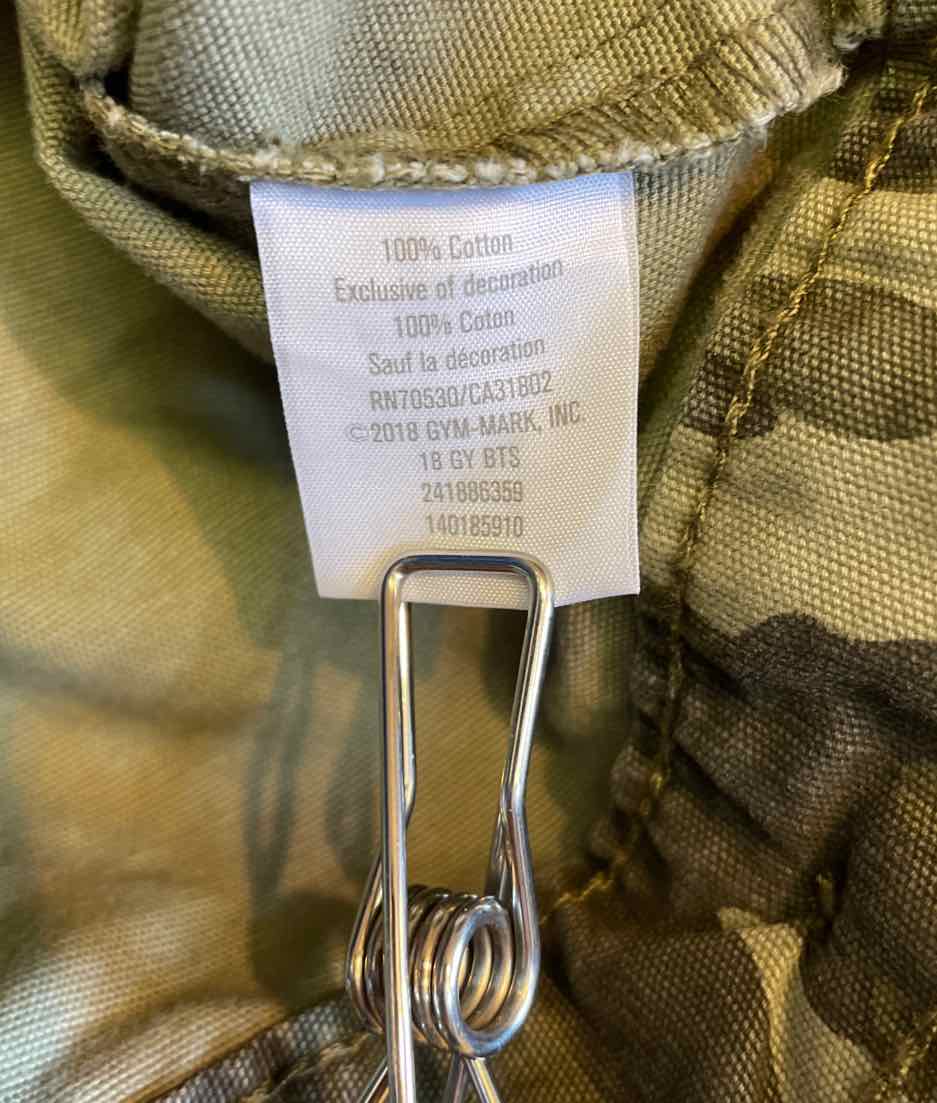 100% Cotton
Exclusive of decoration
100% Coton
Sauf la décoration
RN70530/CA31802
©2018 GYM-MARK, INC.
18 GY BTS
241886359
140185910